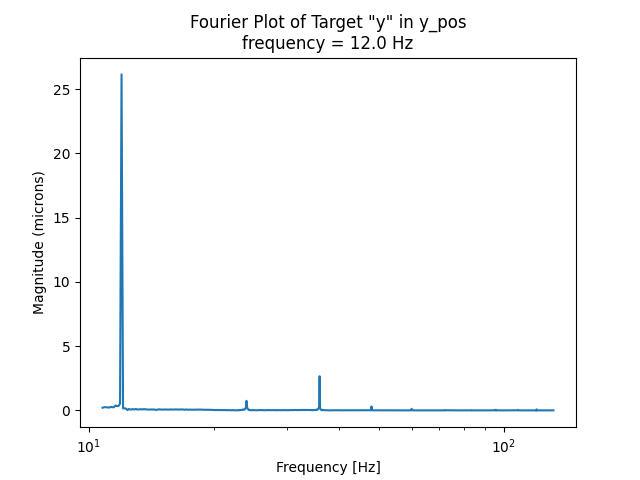 Fourier Plot of Target "y" in y_pos
frequency = 12.0 Hz
Magnitude (microns)
25
20
15
10
5
0
10¹
10²
Frequency [Hz]